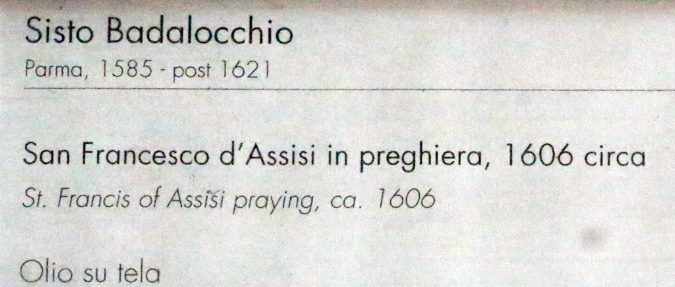 Sisto Badalocchio
Parma, 1585 - post 1621
San Francesco d'Assisi in preghiera, 1606 circa
St. Francis of Assisi praying, ca. 1606
Olio su tela